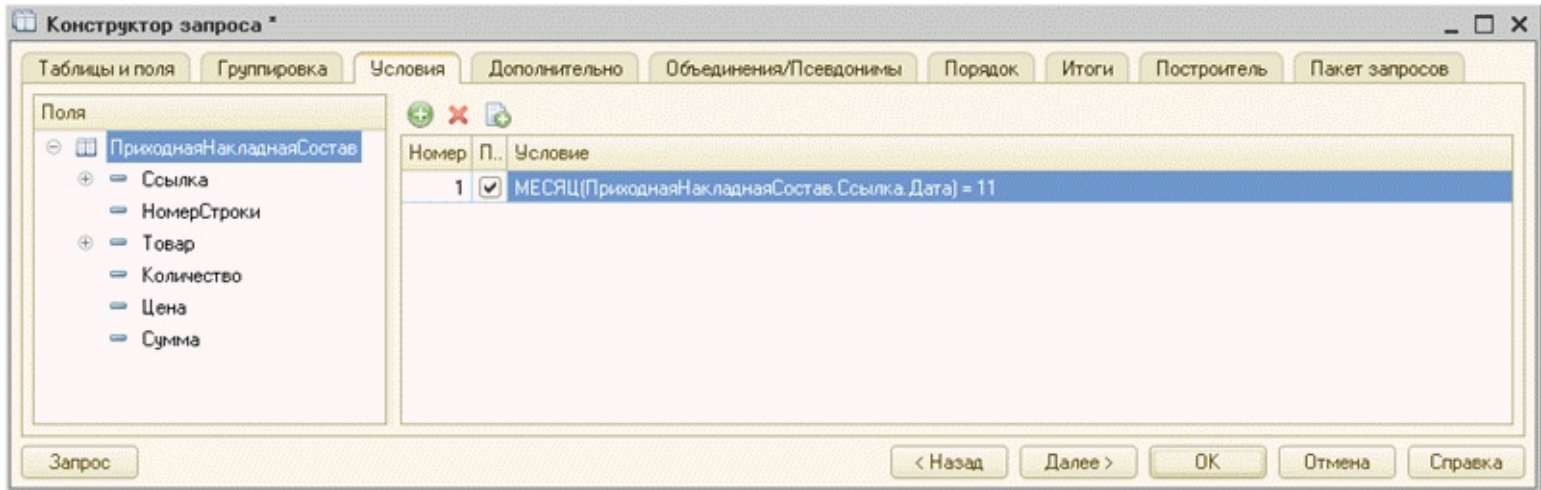 Конструктор запроса *
Таблицы и поля Группировка Условия Дополнительно Объединения/Псевдонимы Порядок Итоги Построитель Пакет запросов
Поля
ПриходнаяНакладнаяСостав
Ссылка
НомерСтроки
Товар
Количество
Цена
Сумма
Номер П.. Условие
1 МЕСЯЦ(ПриходнаяНакладнаяСостав.Ссылка.Дата) = 11
Запрос < Назад Далее > ОК Отмена Справка